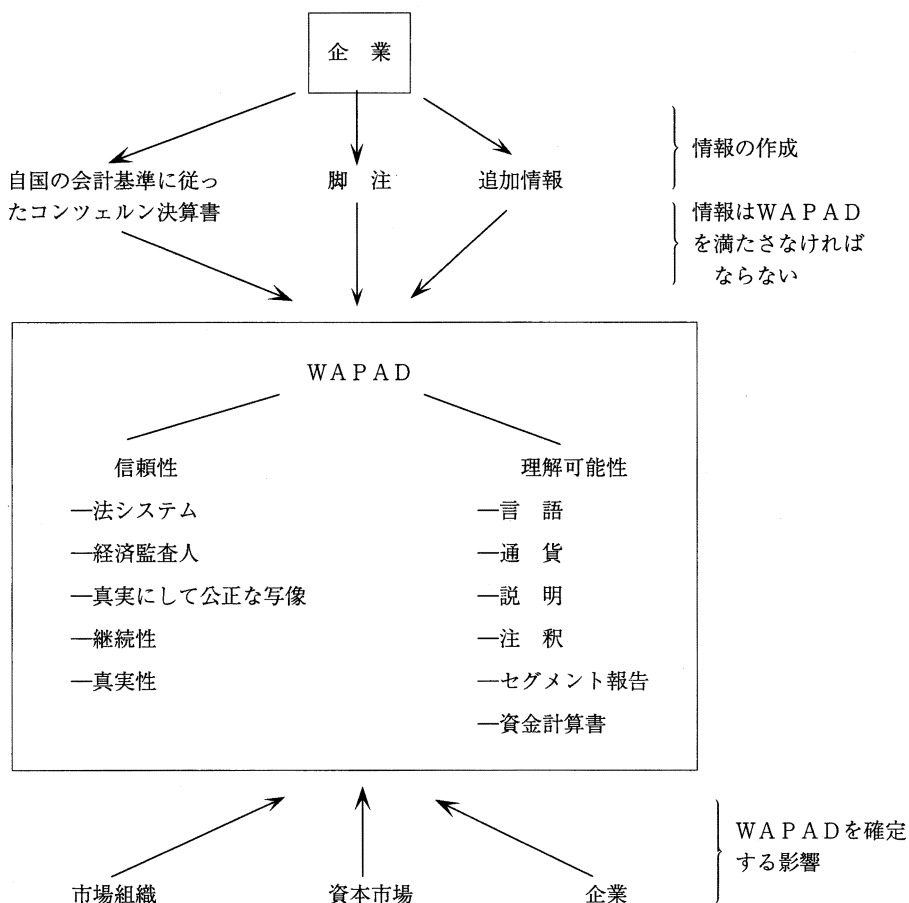 企　業
情報の作成
自国の会計基準に従っ
たコンツェルン決算書
脚　注
追加情報
情報はＷＡＰＡＤ
を満たさなければ
ならない
ＷＡＰＡＤ
信頼性
―法システム
―経済監査人
―真実にして公正な写像
―継続性
―真実性
理解可能性
―言　語
―通　貨
―説　明
―注　釈
―セグメント報告
―資金計算書
ＷＡＰＡＤを確定
する影響
市場組織
資本市場
企業